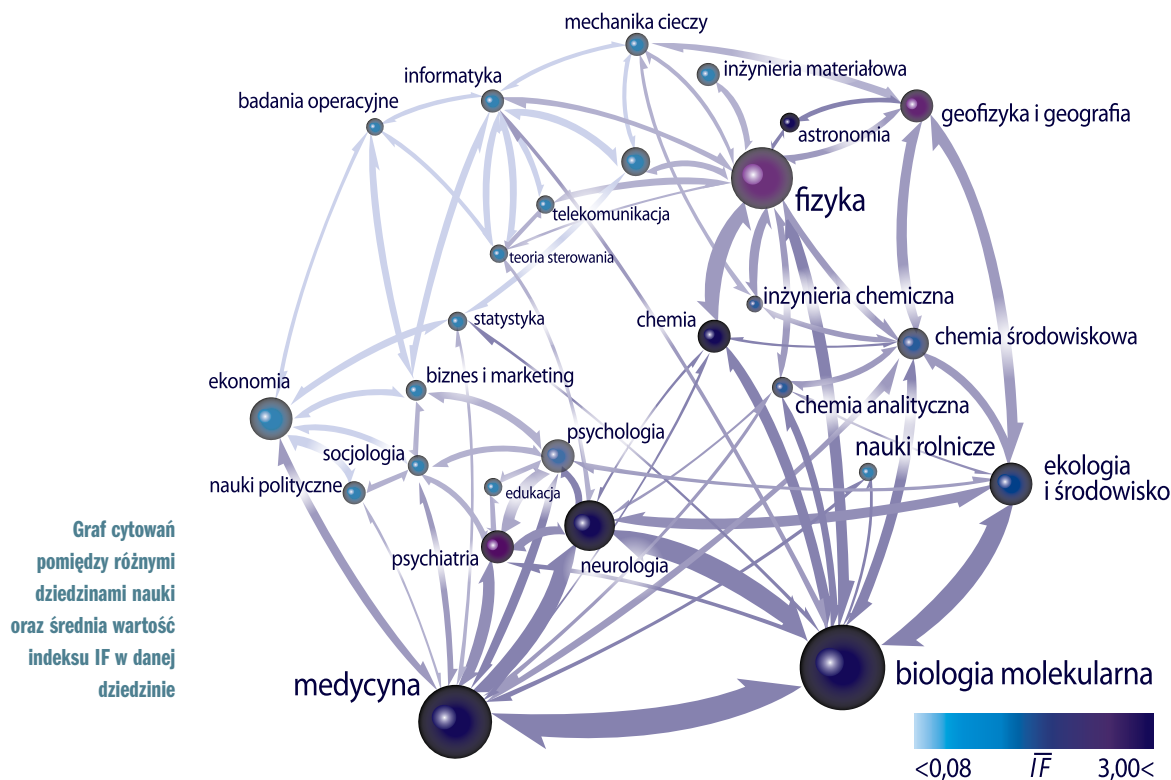 mechanika cieczy
inżynieria materiałowa
informatyka
badania operacyjne
geofizyka i geografia
astronomia
fizyka
telekomunikacja
teoria sterowania
inżynieria chemiczna
statystyka
chemia
chemia środowiskowa
ekonomia
biznes i marketing
chemia analityczna
psychologia
nauki rolnicze
socjologia
ekologia
i środowisko
nauki polityczne
edukacja
psychiatria
neurologia
Graf cytowań
pomiędzy różnymi
dziedzinami nauki
oraz średnia wartość
indeksu IF w danej
dziedzinie
medycyna
biologia molekularna
<0,08 IF 3,00<